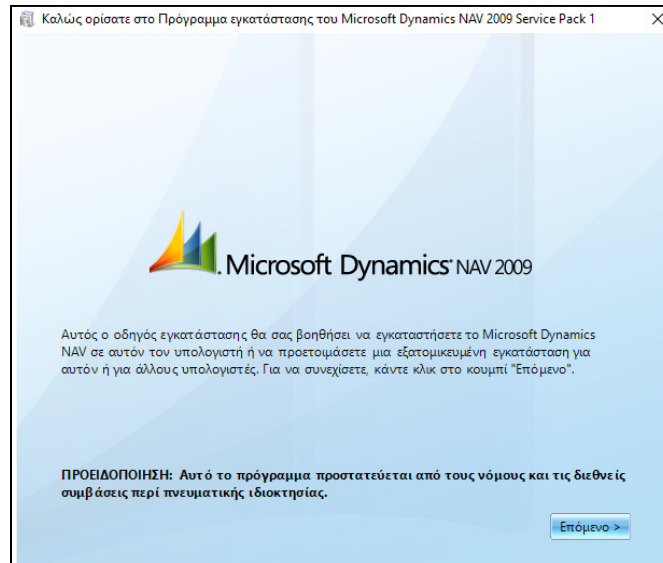 Καλώς ορίσατε στο Πρόγραμμα εγκατάστασης του Microsoft Dynamics NAV 2009 Service Pack 1
Microsoft Dynamics NAV 2009
Αυτός ο οδηγός εγκατάστασης θα σας βοηθήσει να εγκαταστήσετε το Microsoft Dynamics
NAV σε αυτόν τον υπολογιστή ή να προετοιμάσετε μια εξατομικευμένη εγκατάσταση για
αυτόν ή για άλλους υπολογιστές. Για να συνεχίσετε, κάντε κλικ στο κουμπί "Επόμενο".
ΠΡΟΕΙΔΟΠΟΙΗΣΗ: Αυτό το πρόγραμμα προστατεύεται από τους νόμους και τις διεθνείς
συμβάσεις περί πνευματικής ιδιοκτησίας.
Επόμενο >